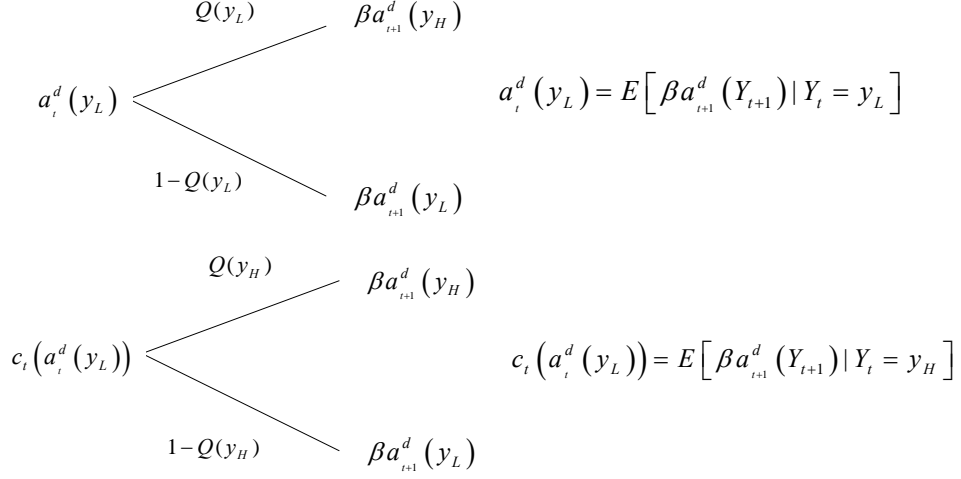 Q(y_L)
βa^d_{t+1}(y_H)
a^d_t(y_L)
a^d_t(y_L) = E[βa^d_{t+1}(Y_{t+1}) | Y_t = y_L]
1−Q(y_L)
βa^d_{t+1}(y_L)
Q(y_H)
βa^d_{t+1}(y_H)
c_t(a^d_t(y_L))
c_t(a^d_t(y_L)) = E[βa^d_{t+1}(Y_{t+1}) | Y_t = y_H]
1−Q(y_H)
βa^d_{t+1}(y_L)